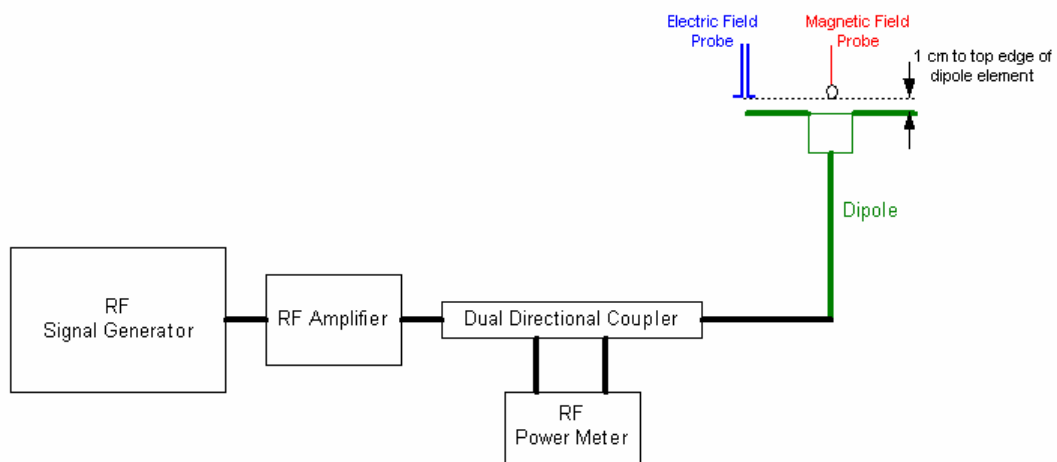 Electric Field
Probe
Magnetic Field
Probe
1 cm to top edge of
dipole element
Dipole
RF
Signal Generator
RF Amplifier
Dual Directional Coupler
RF
Power Meter